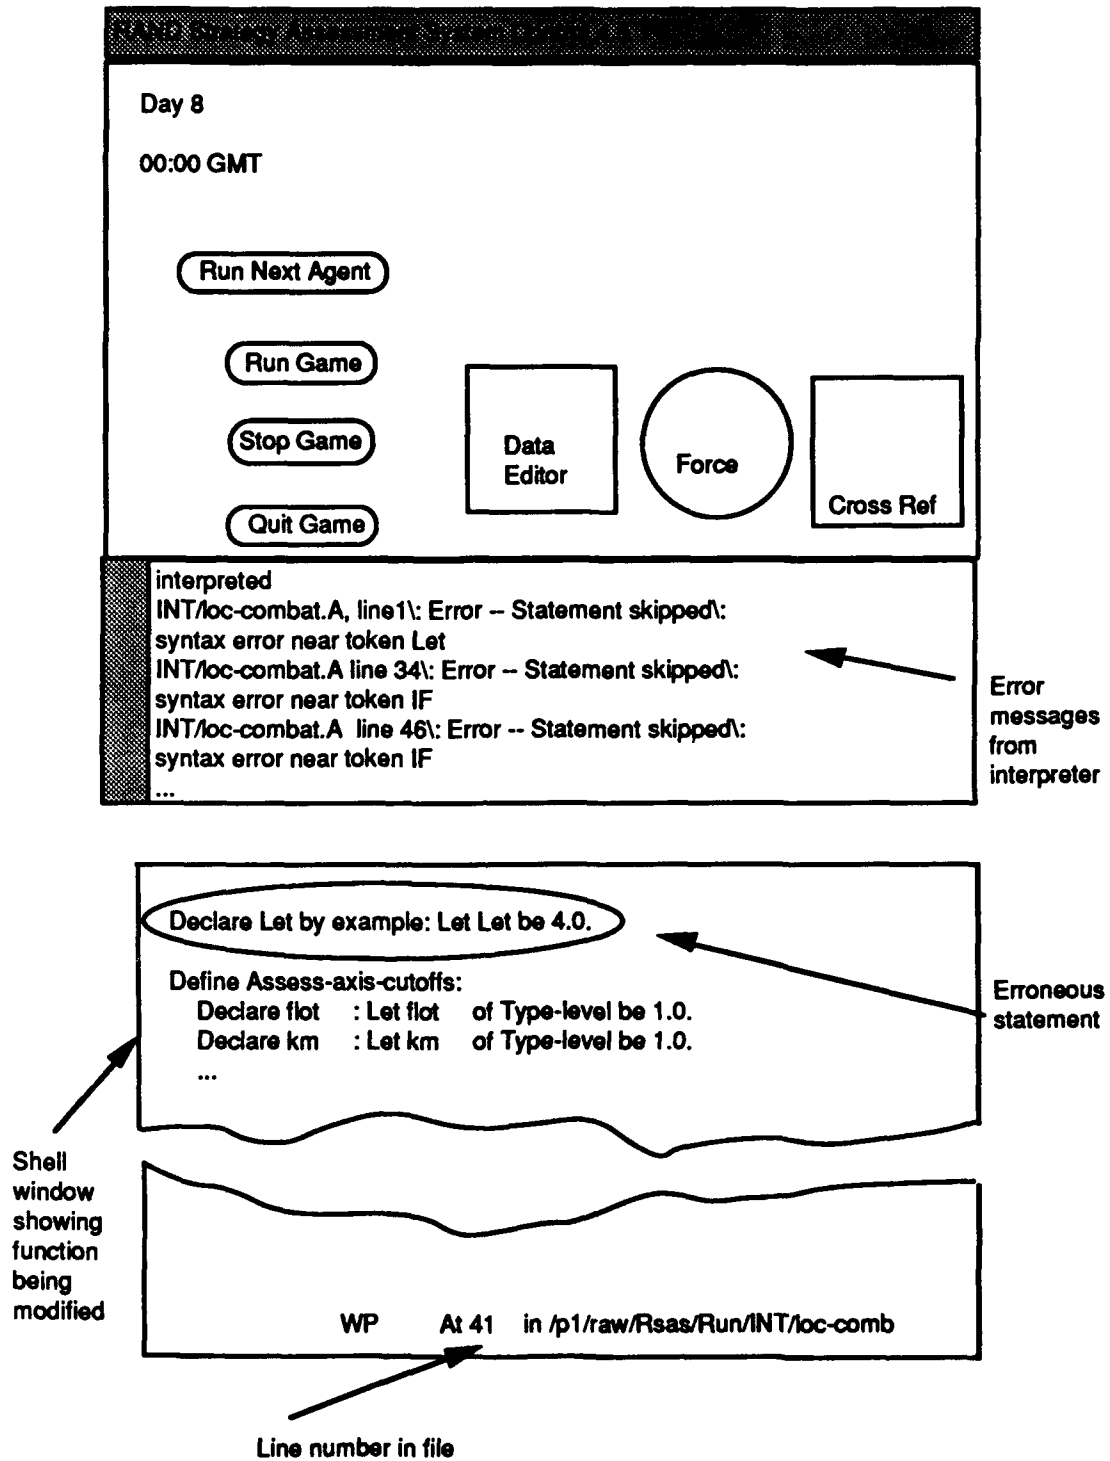 RAND Strategy Assessment System
Day 8
00:00 GMT
Run Next Agent
Run Game
Stop Game
Quit Game
Data
Editor
Force
Cross Ref
interpreted
INT/loc-combat.A, line1\: Error -- Statement skipped\:
syntax error near token Let
INT/loc-combat.A line 34\: Error -- Statement skipped\:
syntax error near token IF
INT/loc-combat.A line 46\: Error -- Statement skipped\:
syntax error near token IF
...
Error
messages
from
interpreter
Declare Let by example: Let Let be 4.0.
Define Assess-axis-cutoffs:
Declare flot : Let flot of Type-level be 1.0.
Declare km : Let km of Type-level be 1.0.
...
Erroneous
statement
Shell
window
showing
function
being
modified
WP At 41 in /p1/raw/Rsas/Run/INT/loc-comb
Line number in file